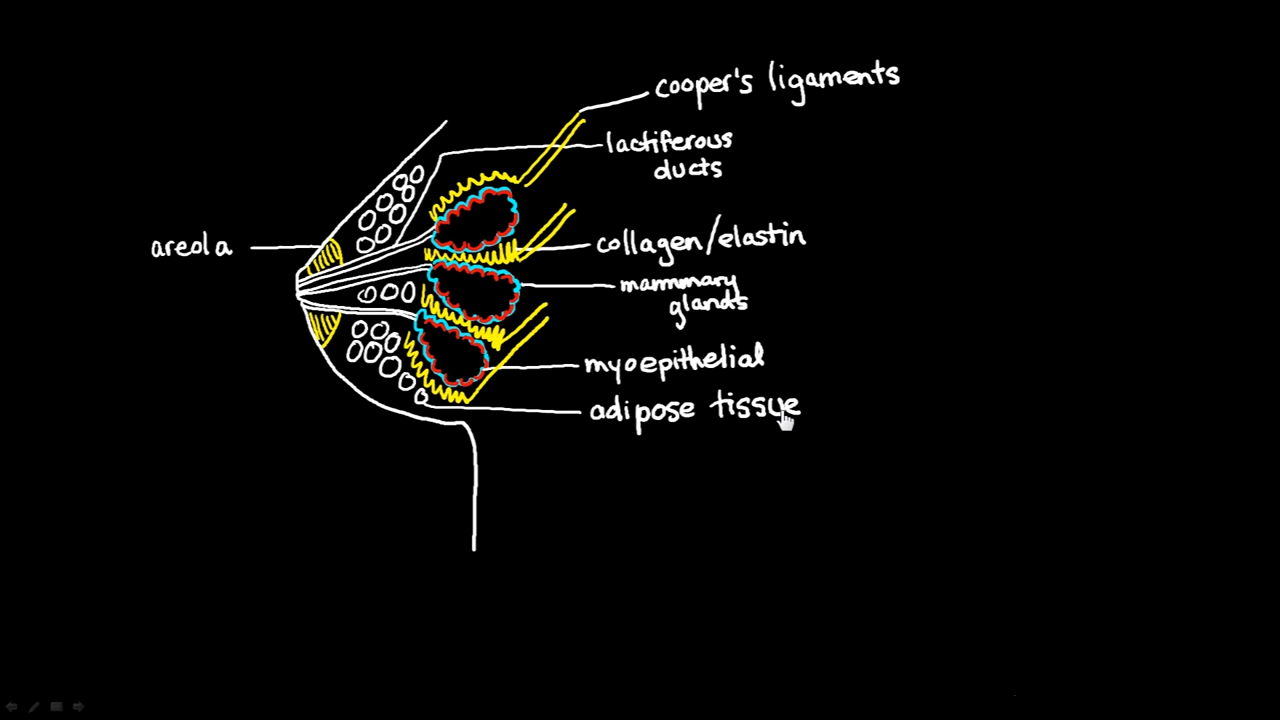 cooper's ligaments
lactiferous
ducts
areola
collagen/elastin
mammary
glands
myoepithelial
adipose tissue